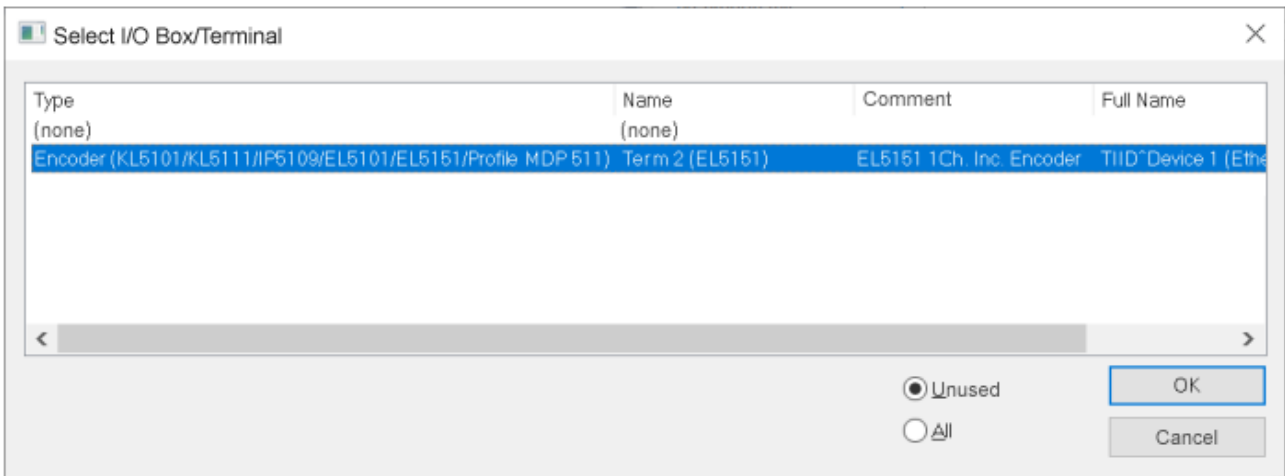 Select I/O Box/Terminal
Type Name Comment Full Name
(none) (none)
Encoder (KL5101/KL5111/IP5109/EL5101/EL5151/Profile MDP 511) Term 2 (EL5151) EL5151 1Ch. Inc. Encoder TIID^Device 1 (Ethe
Unused OK
All Cancel